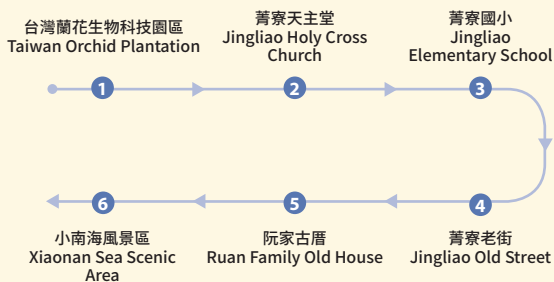 台灣蘭花生物科技園區
Taiwan Orchid Plantation
1
菁寮天主堂
Jingliao Holy Cross
Church
2
菁寮國小
Jingliao
Elementary School
3
4
菁寮老街
Jingliao Old Street
5
阮家古厝
Ruan Family Old House
6
小南海風景區
Xiaonan Sea Scenic
Area